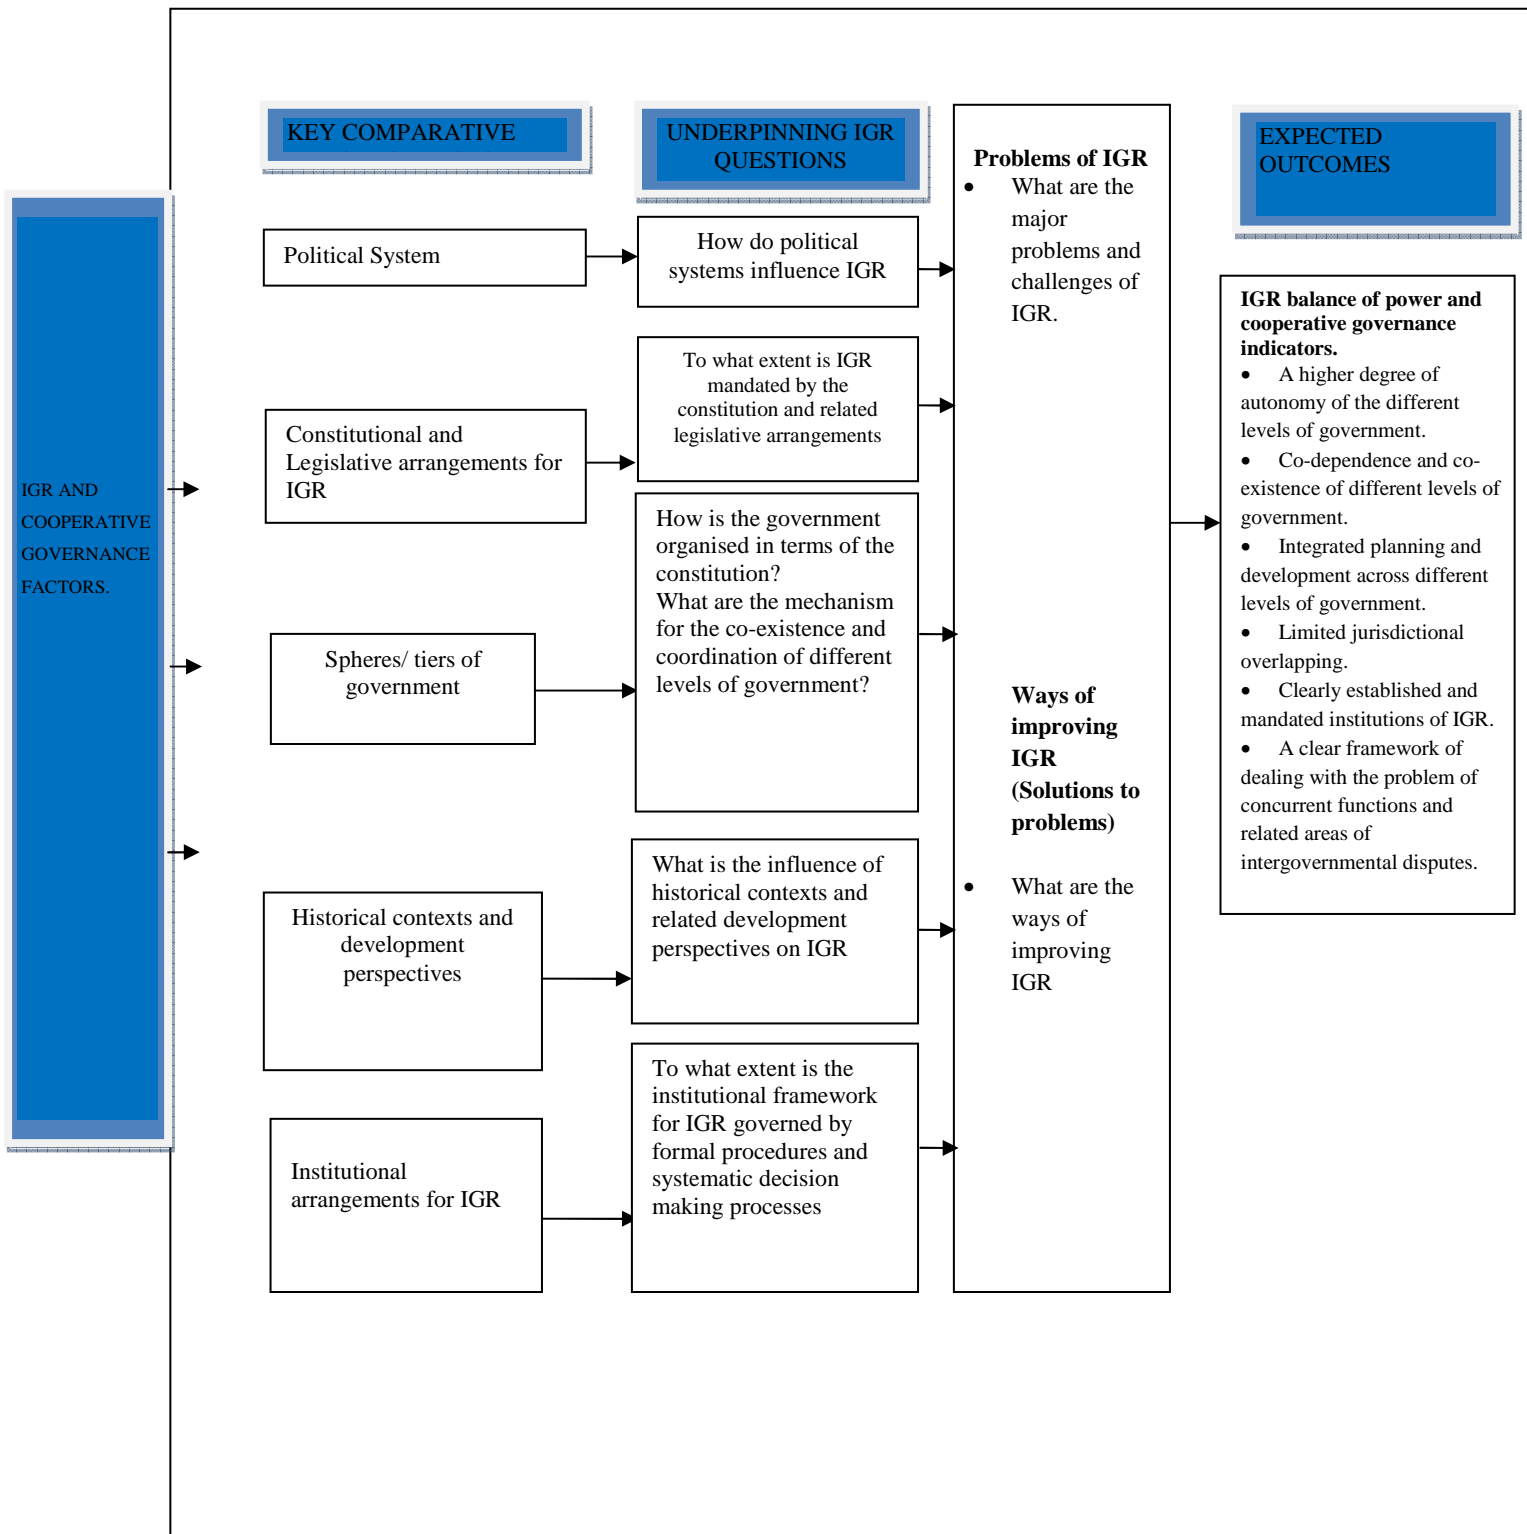 IGR AND
COOPERATIVE
GOVERNANCE
FACTORS.
KEY COMPARATIVE
Political System
Constitutional and
Legislative arrangements for
IGR
Spheres/ tiers of
government
Historical contexts and
development
perspectives
Institutional
arrangements for IGR
UNDERPINNING IGR
QUESTIONS
How do political
systems influence IGR
To what extent is IGR
mandated by the
constitution and related
legislative arrangements
How is the government
organised in terms of the
constitution?
What are the mechanism
for the co-existence and
coordination of different
levels of government?
What is the influence of
historical contexts and
related development
perspectives on IGR
To what extent is the
institutional framework
for IGR governed by
formal procedures and
systematic decision
making processes
Problems of IGR
• What are the
major
problems and
challenges of
IGR.
Ways of
improving
IGR
(Solutions to
problems)
• What are the
ways of
improving
IGR
EXPECTED
OUTCOMES
IGR balance of power and
cooperative governance
indicators.
• A higher degree of
autonomy of the different
levels of government.
• Co-dependence and co-
existence of different levels of
government.
• Integrated planning and
development across different
levels of government.
• Limited jurisdictional
overlapping.
• Clearly established and
mandated institutions of IGR.
• A clear framework of
dealing with the problem of
concurrent functions and
related areas of
intergovernmental disputes.